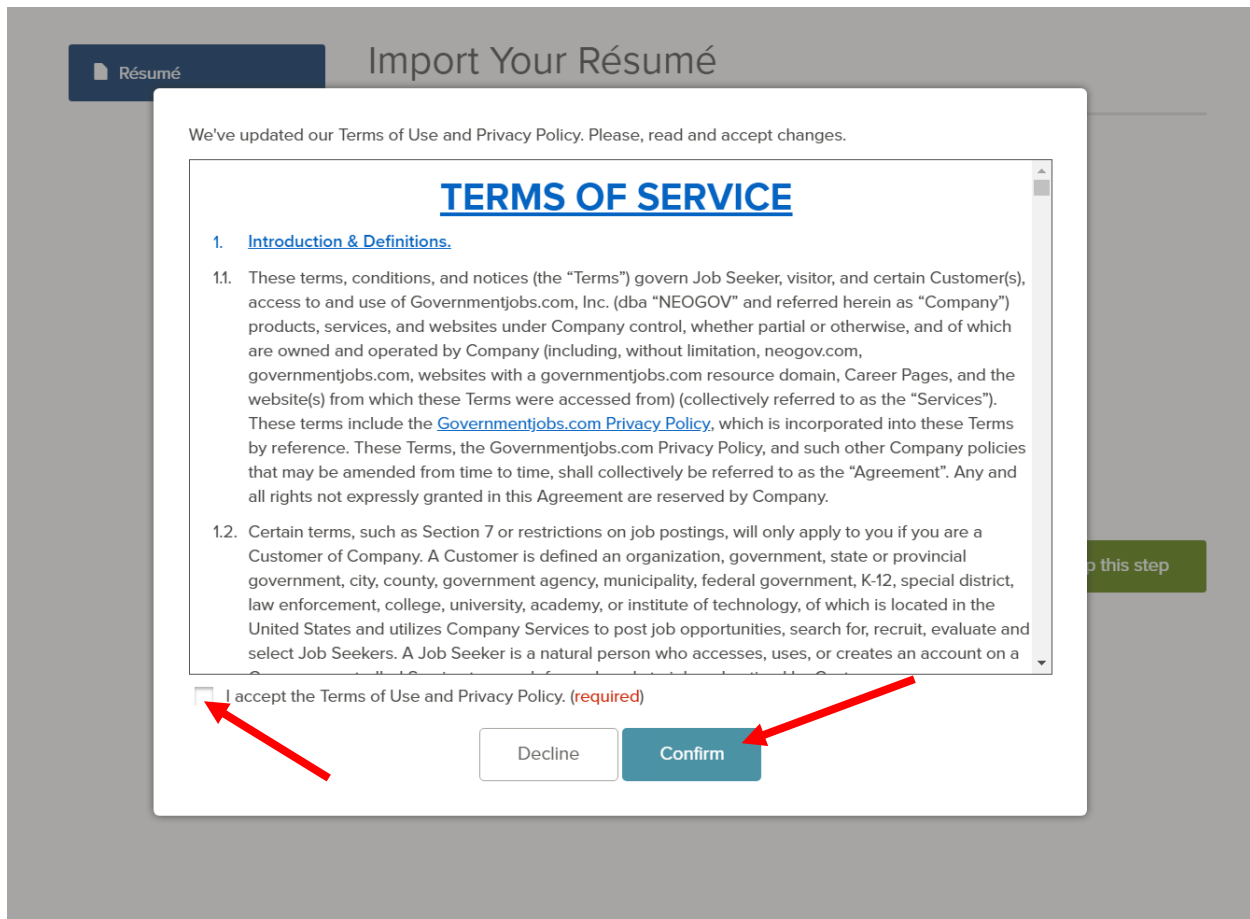 Résumé
Import Your Résumé
We've updated our Terms of Use and Privacy Policy. Please, read and accept changes.
TERMS OF SERVICE
1. Introduction & Definitions.
1.1. These terms, conditions, and notices (the “Terms”) govern Job Seeker, visitor, and certain Customer(s),
access to and use of Governmentjobs.com, Inc. (dba “NEOGOV” and referred herein as “Company”)
products, services, and websites under Company control, whether partial or otherwise, and of which
are owned and operated by Company (including, without limitation, neogov.com,
governmentjobs.com, websites with a governmentjobs.com resource domain, Career Pages, and the
website(s) from which these Terms were accessed from) (collectively referred to as the “Services”).
These terms include the Governmentjobs.com Privacy Policy, which is incorporated into these Terms
by reference. These Terms, the Governmentjobs.com Privacy Policy, and such other Company policies
that may be amended from time to time, shall collectively be referred to as the “Agreement”. Any and
all rights not expressly granted in this Agreement are reserved by Company.
1.2. Certain terms, such as Section 7 or restrictions on job postings, will only apply to you if you are a
Customer of Company. A Customer is defined an organization, government, state or provincial
government, city, county, government agency, municipality, federal government, K-12, special district,
law enforcement, college, university, academy, or institute of technology, of which is located in the
United States and utilizes Company Services to post job opportunities, search for, recruit, evaluate and
select Job Seekers. A Job Seeker is a natural person who accesses, uses, or creates an account on a
p this step
I accept the Terms of Use and Privacy Policy. (required)
Decline
Confirm